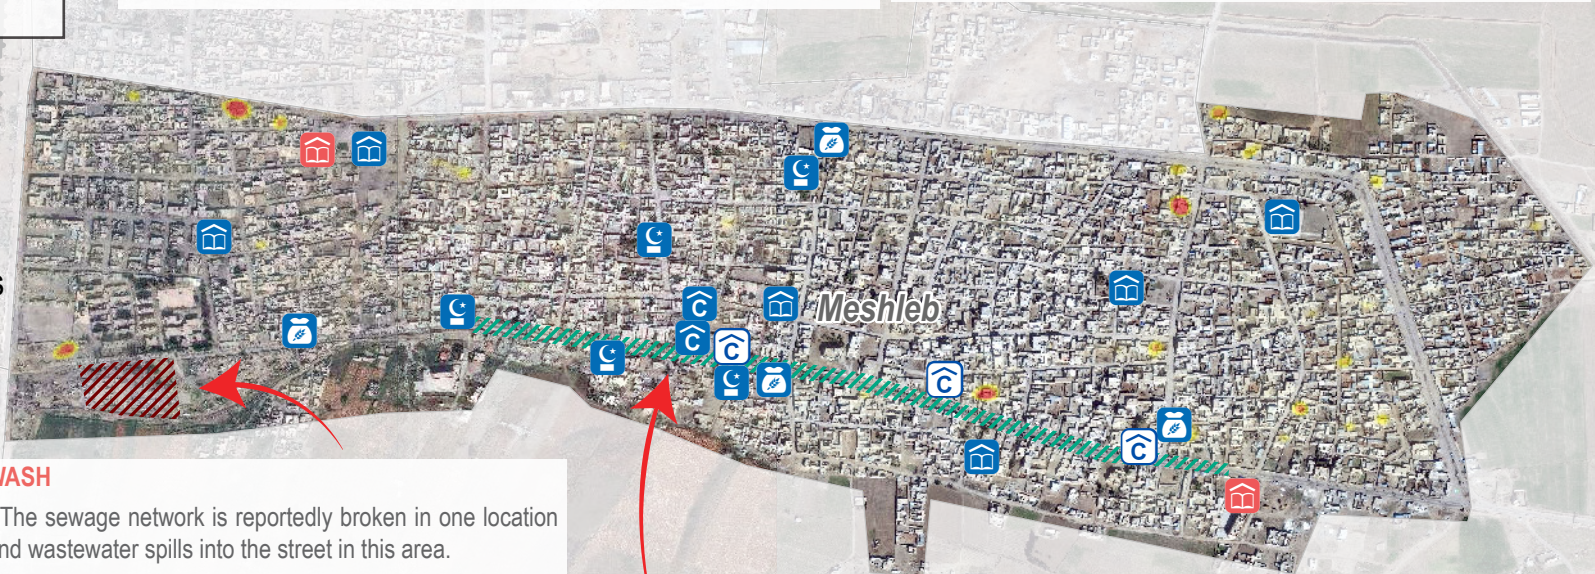 S
Meshleb
C
C
C
C
C
WASH
The sewage network is reportedly broken in one location
and wastewater spills into the street in this area.